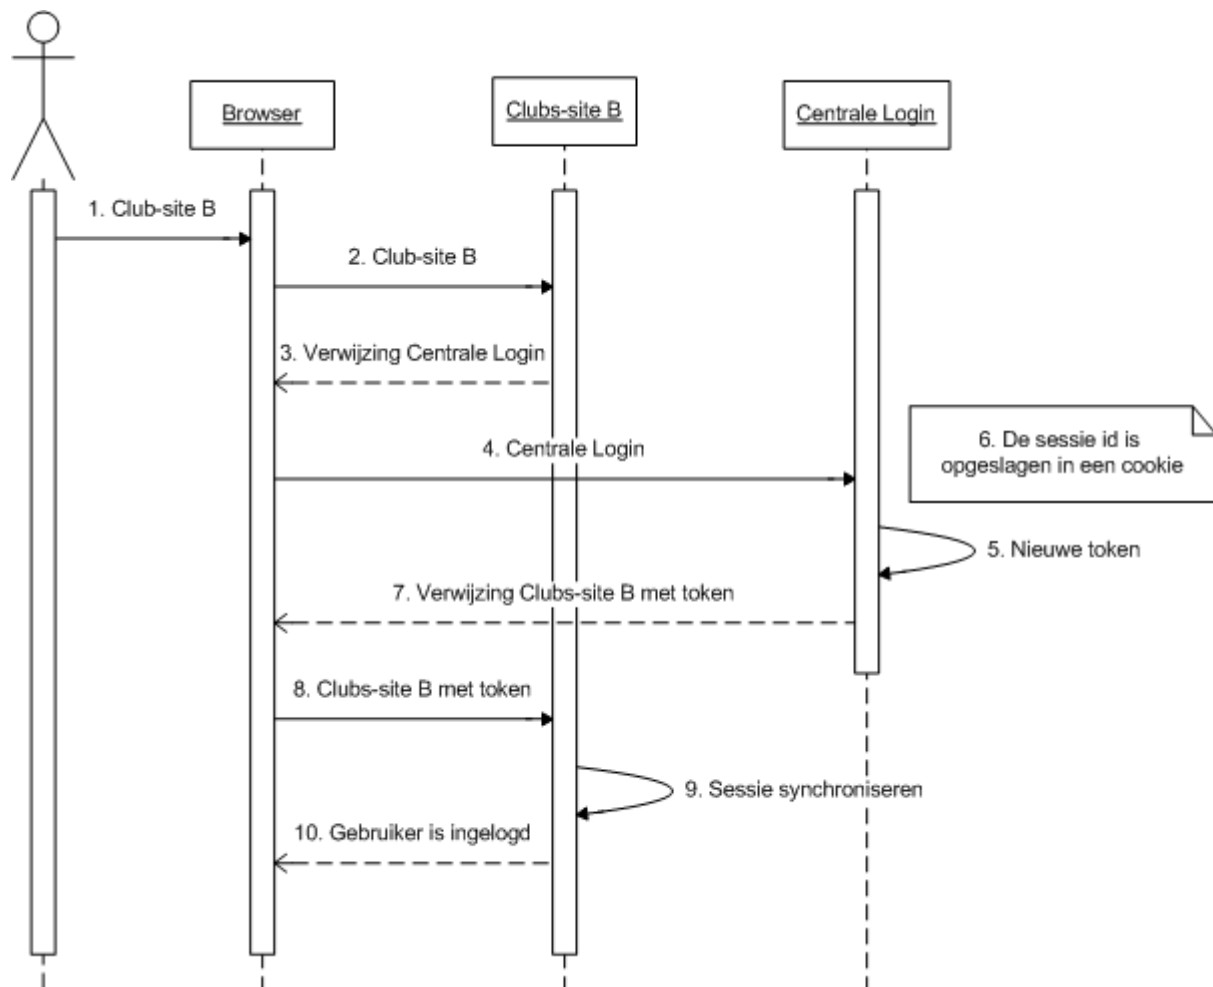 Browser
Clubs-site B
Centrale Login
1. Club-site B
2. Club-site B
3. Verwijzing Centrale Login
4. Centrale Login
6. De sessie id is
opgeslagen in een cookie
5. Nieuwe token
7. Verwijzing Clubs-site B met token
8. Clubs-site B met token
9. Sessie synchroniseren
10. Gebruiker is ingelogd